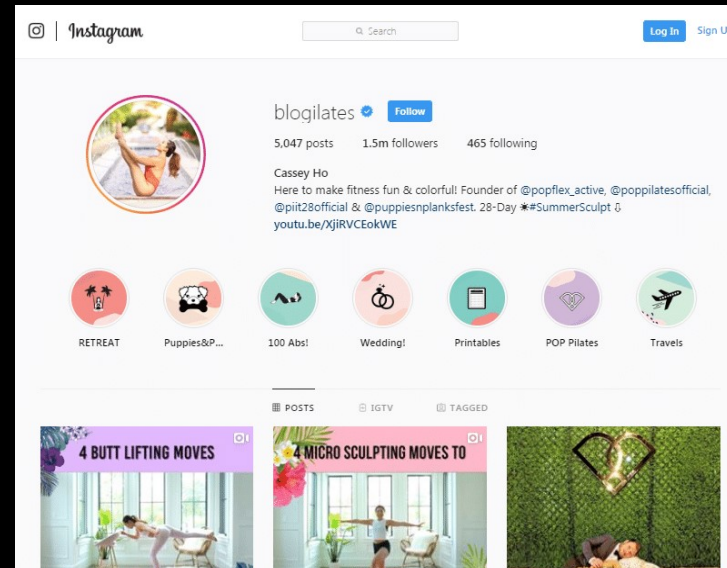 Instagram
Search
Log In
Sign U
blogilates
Follow
5,047 posts 1.5m followers 465 following
Cassey Ho
Here to make fitness fun & colorful! Founder of @popflex_active, @poppilatesofficial,
@piit28official & @puppiesnplanksfest. 28-Day ☀#SummerSculpt ⇩
youtu.be/XjiRVCEokWE
RETREAT Puppies&P... 100 Abs! Wedding! Printables POP Pilates Travels
POSTS IGTV TAGGED
4 BUTT LIFTING MOVES
4 MICRO SCULPTING MOVES TO